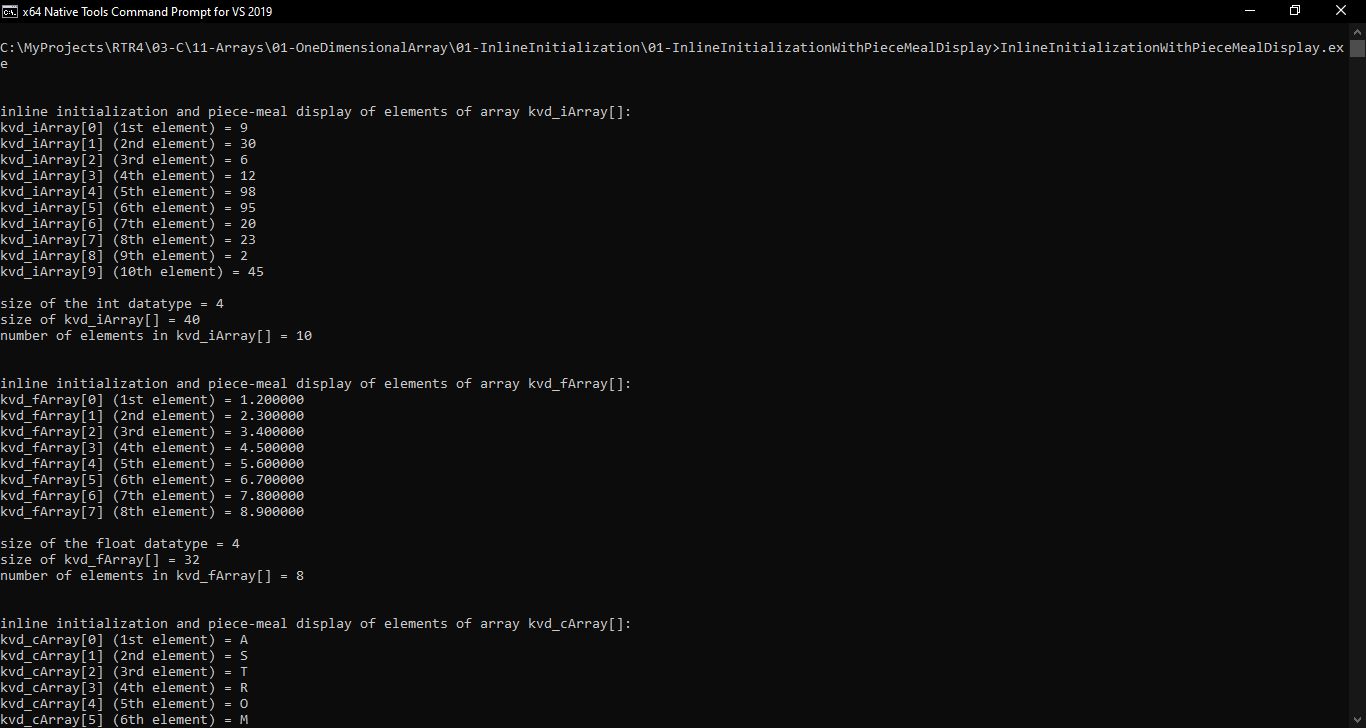 x64 Native Tools Command Prompt for VS 2019
C:\MyProjects\RTR4\03-C\11-Arrays\01-OneDimensionalArray\01-InlineInitialization\01-InlineInitializationWithPieceMealDisplay>InlineInitializationWithPieceMealDisplay.ex
e
inline initialization and piece-meal display of elements of array kvd_iArray[]:
kvd_iArray[0] (1st element) = 9
kvd_iArray[1] (2nd element) = 30
kvd_iArray[2] (3rd element) = 6
kvd_iArray[3] (4th element) = 12
kvd_iArray[4] (5th element) = 98
kvd_iArray[5] (6th element) = 95
kvd_iArray[6] (7th element) = 20
kvd_iArray[7] (8th element) = 23
kvd_iArray[8] (9th element) = 2
kvd_iArray[9] (10th element) = 45
size of the int datatype = 4
size of kvd_iArray[] = 40
number of elements in kvd_iArray[] = 10
inline initialization and piece-meal display of elements of array kvd_fArray[]:
kvd_fArray[0] (1st element) = 1.200000
kvd_fArray[1] (2nd element) = 2.300000
kvd_fArray[2] (3rd element) = 3.400000
kvd_fArray[3] (4th element) = 4.500000
kvd_fArray[4] (5th element) = 5.600000
kvd_fArray[5] (6th element) = 6.700000
kvd_fArray[6] (7th element) = 7.800000
kvd_fArray[7] (8th element) = 8.900000
size of the float datatype = 4
size of kvd_fArray[] = 32
number of elements in kvd_fArray[] = 8
inline initialization and piece-meal display of elements of array kvd_cArray[]:
kvd_cArray[0] (1st element) = A
kvd_cArray[1] (2nd element) = S
kvd_cArray[2] (3rd element) = T
kvd_cArray[3] (4th element) = R
kvd_cArray[4] (5th element) = O
kvd_cArray[5] (6th element) = M